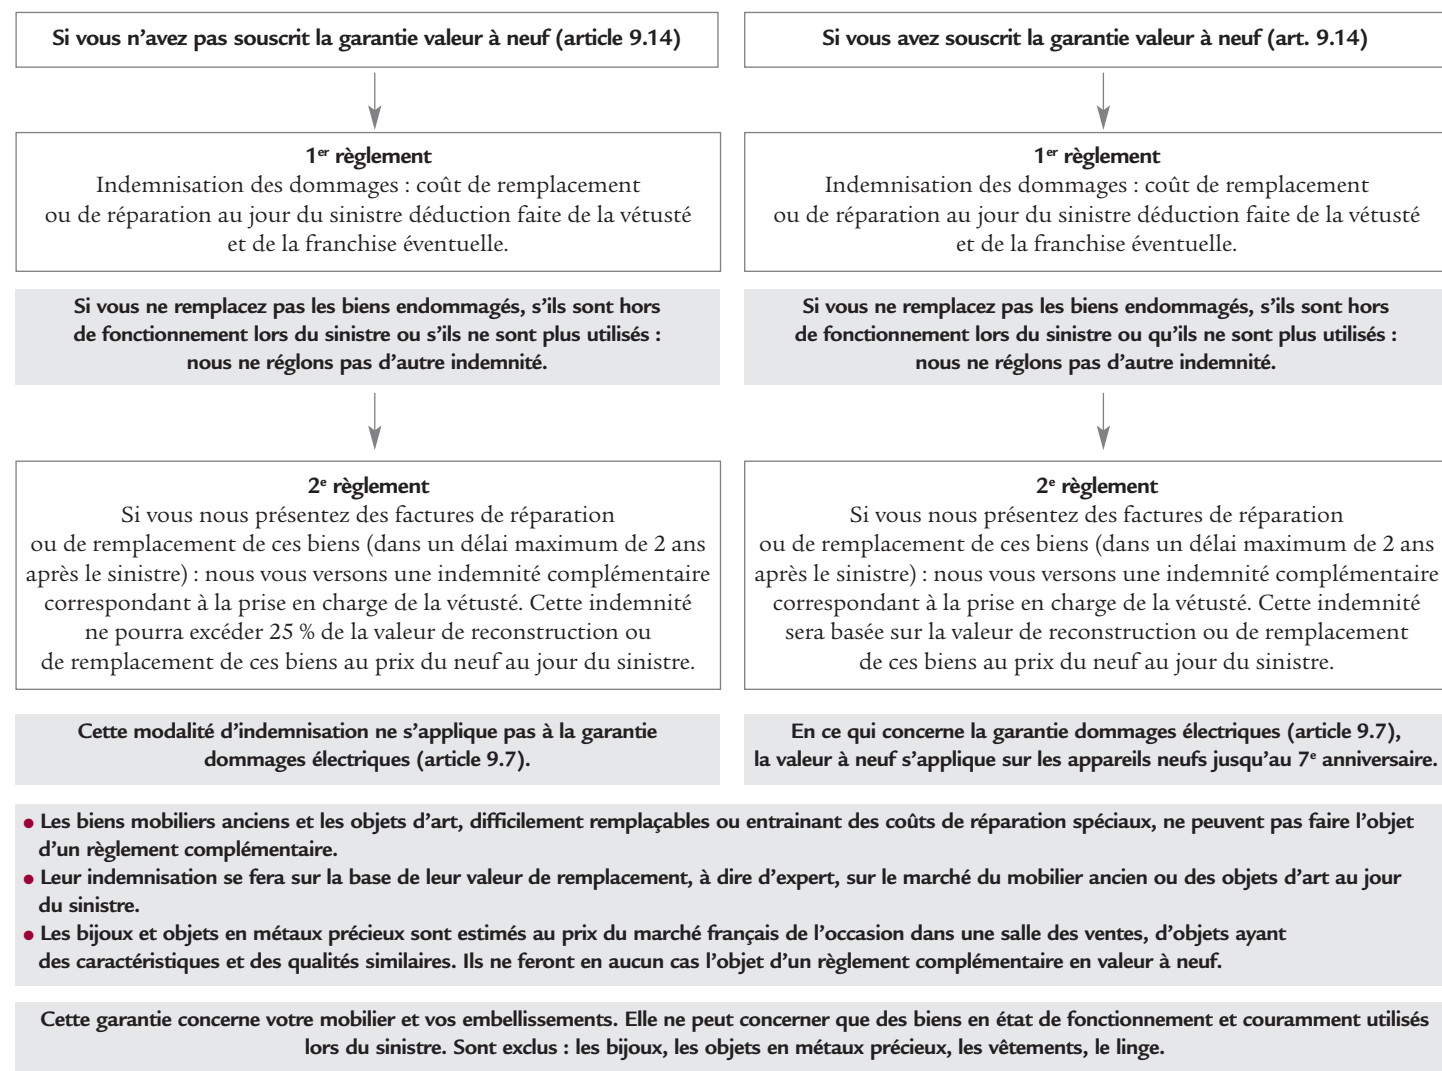 Si vous n’avez pas souscrit la garantie valeur à neuf (article 9.14)
1er règlement
Indemnisation des dommages : coût de remplacement
ou de réparation au jour du sinistre déduction faite de la vétusté
et de la franchise éventuelle.
Si vous ne remplacez pas les biens endommagés, s’ils sont hors
de fonctionnement lors du sinistre ou s’ils ne sont plus utilisés :
nous ne réglons pas d’autre indemnité.
2e règlement
Si vous nous présentez des factures de réparation
ou de remplacement de ces biens (dans un délai maximum de 2 ans
après le sinistre) : nous vous versons une indemnité complémentaire
correspondant à la prise en charge de la vétusté. Cette indemnité
ne pourra excéder 25 % de la valeur de reconstruction ou
de remplacement de ces biens au prix du neuf au jour du sinistre.
Cette modalité d’indemnisation ne s’applique pas à la garantie
dommages électriques (article 9.7).
Si vous avez souscrit la garantie valeur à neuf (art. 9.14)
1er règlement
Indemnisation des dommages : coût de remplacement
ou de réparation au jour du sinistre déduction faite de la vétusté
et de la franchise éventuelle.
Si vous ne remplacez pas les biens endommagés, s’ils sont hors
de fonctionnement lors du sinistre ou qu’ils ne sont plus utilisés :
nous ne réglons pas d’autre indemnité.
2e règlement
Si vous nous présentez des factures de réparation
ou de remplacement de ces biens (dans un délai maximum de 2 ans
après le sinistre) : nous vous versons une indemnité complémentaire
correspondant à la prise en charge de la vétusté. Cette indemnité
sera basée sur la valeur de reconstruction ou de remplacement
de ces biens au prix du neuf au jour du sinistre.
En ce qui concerne la garantie dommages électriques (article 9.7),
la valeur à neuf s’applique sur les appareils neufs jusqu’au 7e anniversaire.
• Les biens mobiliers anciens et les objets d’art, difficilement remplaçables ou entrainant des coûts de réparation spéciaux, ne peuvent pas faire l’objet
d’un règlement complémentaire.
• Leur indemnisation se fera sur la base de leur valeur de remplacement, à dire d’expert, sur le marché du mobilier ancien ou des objets d’art au jour
du sinistre.
• Les bijoux et objets en métaux précieux sont estimés au prix du marché français de l’occasion dans une salle des ventes, d’objets ayant
des caractéristiques et des qualités similaires. Ils ne feront en aucun cas l’objet d’un règlement complémentaire en valeur à neuf.
Cette garantie concerne votre mobilier et vos embellissements. Elle ne peut concerner que des biens en état de fonctionnement et couramment utilisés
lors du sinistre. Sont exclus : les bijoux, les objets en métaux précieux, les vêtements, le linge.